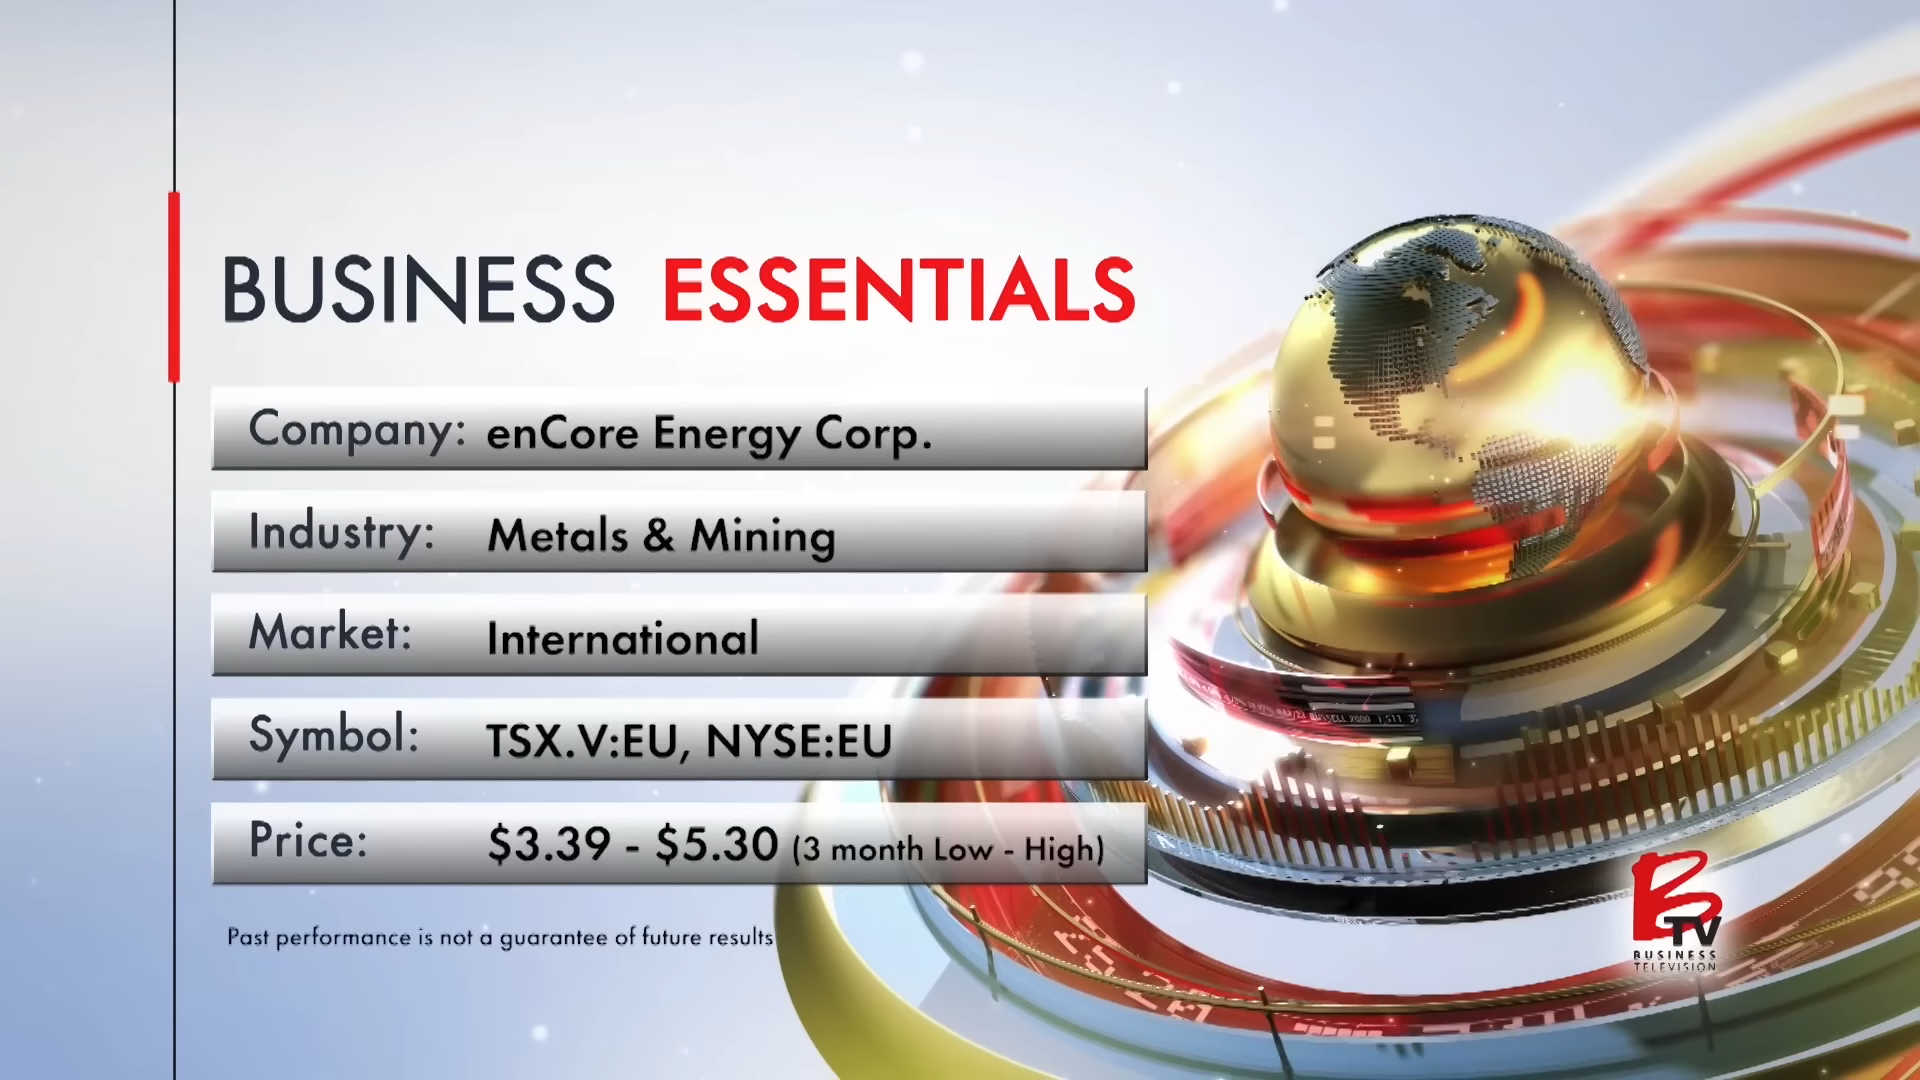 BUSINESS ESSENTIALS
Company: enCore Energy Corp.
Industry: Metals & Mining
Market: International
Symbol: TSX.V:EU, NYSE:EU
Price: $3.39 - $5.30 (3 month Low - High)
Past performance is not a guarantee of future results
B
TV
BUSINESS
TELEVISION